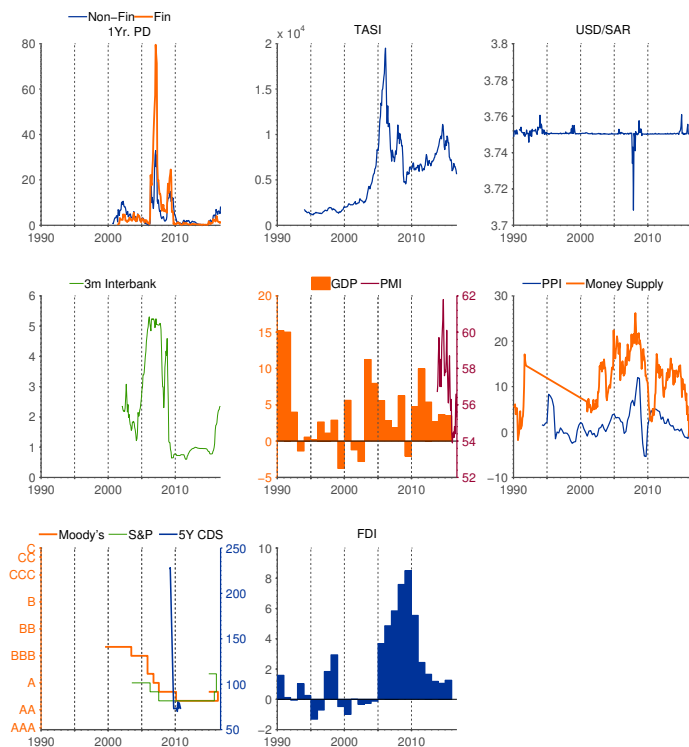 Non−Fin Fin
1Yr. PD
80
60
40
20
0
1990 2000 2010
TASI
x 10^4
2
1.5
1
0.5
0
1990 2000 2010
USD/SAR
3.8
3.78
3.76
3.74
3.72
3.7
1990 2000 2010
3m Interbank
6
5
4
3
2
1
0
1990 2000 2010
GDP PMI
20
15
10
5
0
−5
62
60
58
56
54
52
1990 2000 2010
PPI Money Supply
30
20
10
0
−10
1990 2000 2010
Moody's S&P 5Y CDS
C
CC
CCC
B
BB
BBB
A
AA
AAA
250
200
150
100
50
1990 2000 2010
FDI
10
8
6
4
2
0
−2
1990 2000 2010